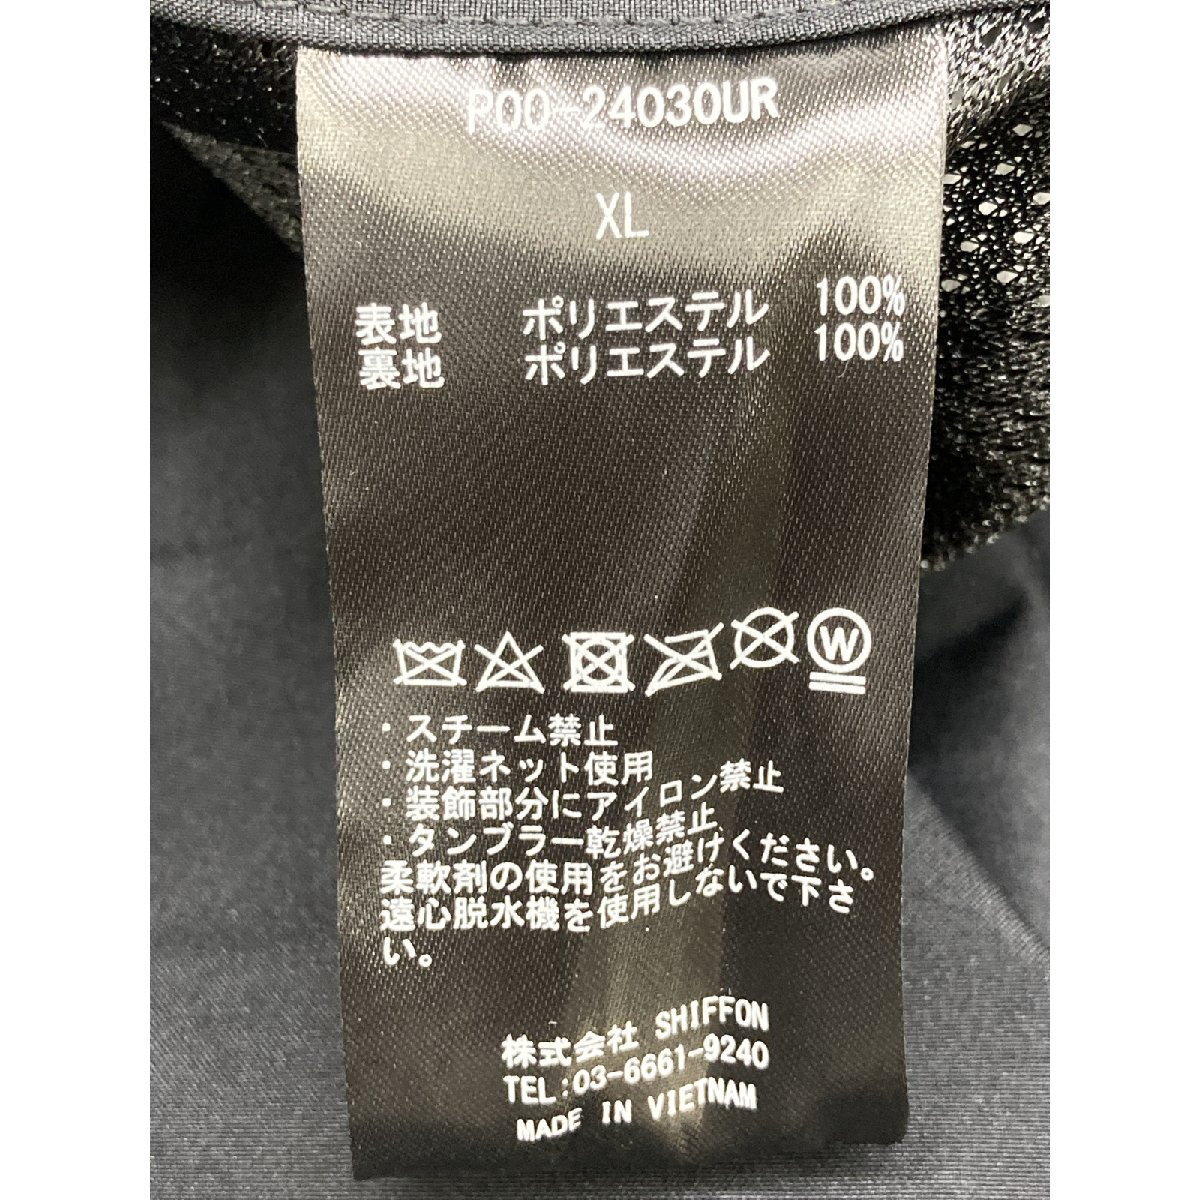 P00-24030UR
XL
表地 ポリエステル 100%
裏地 ポリエステル 100%
W
・スチーム禁止
・洗濯ネット使用
・装飾部分にアイロン禁止
・タンブラー乾燥禁止
柔軟剤の使用をお避けください。
遠心脱水機を使用しないで下さ
い。
株式会社 SHIFFON
TEL:03-6661-9240
MADE IN VIETNAM